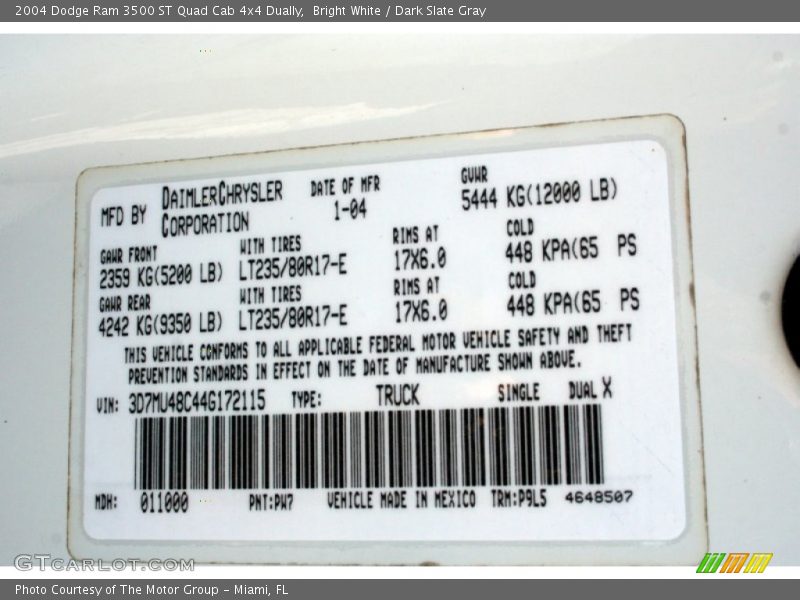 2004 Dodge Ram 3500 ST Quad Cab 4x4 Dually,  Bright White / Dark Slate Gray
MFD BY DAIMLERCHRYSLER CORPORATION DATE OF MFR 1-04 GVWR 5444 KG(12000 LB)
GAWR FRONT WITH TIRES RIMS AT COLD
2359 KG(5200 LB) LT235/80R17-E 17X6.0 448 KPA(65 PS
GAWR REAR WITH TIRES RIMS AT COLD
4242 KG(9350 LB) LT235/80R17-E 17X6.0 448 KPA(65 PS
THIS VEHICLE CONFORMS TO ALL APPLICABLE FEDERAL MOTOR VEHICLE SAFETY AND THEFT
PREVENTION STANDARDS IN EFFECT ON THE DATE OF MANUFACTURE SHOWN ABOVE.
VIN: 3D7MU48C44G172115 TYPE: TRUCK SINGLE DUAL X
MDH: 011000 PNT:PW7 VEHICLE MADE IN MEXICO TRM:P9L5 4648507
GTcarlot.com
Photo Courtesy of The Motor Group - Miami, FL